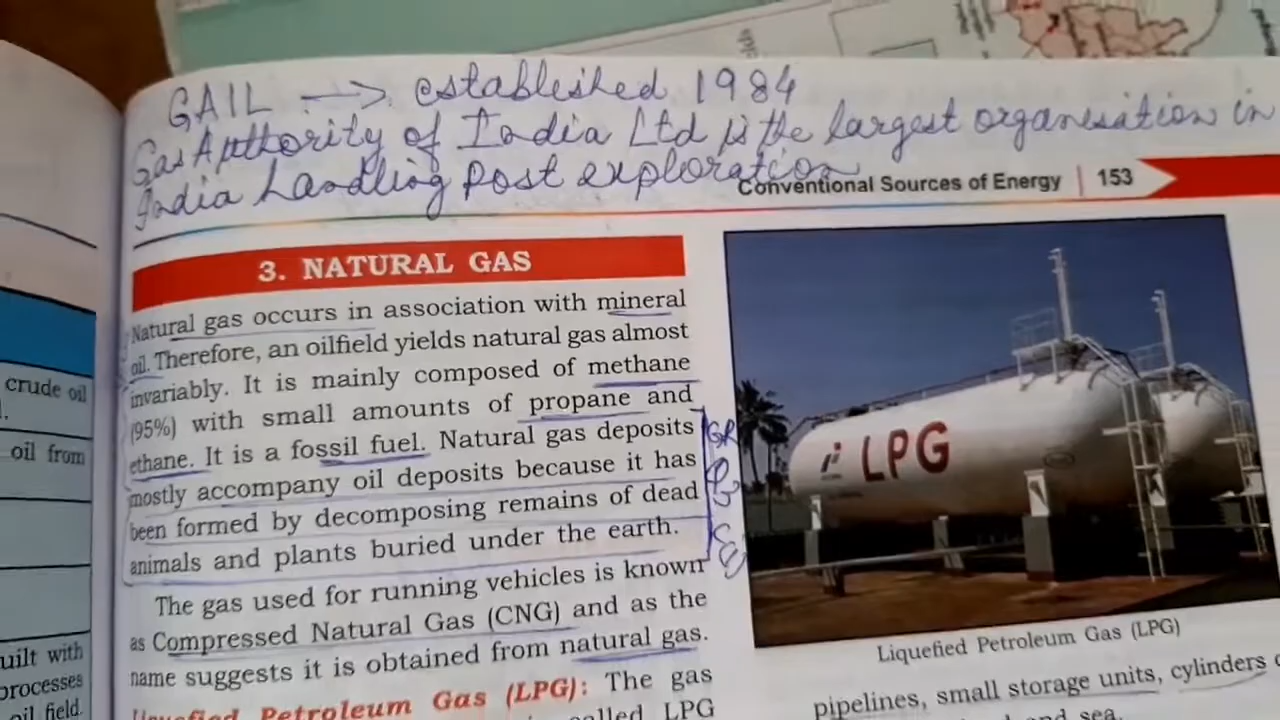 GAIL → established 1984
Gas Authority of India Ltd is the largest organisation in
India handling post exploration
Conventional Sources of Energy | 153
crude oil
oil from
uilt with
processes
oil field.
3. NATURAL GAS
Natural gas occurs in association with mineral
oil. Therefore, an oilfield yields natural gas almost
invariably. It is mainly composed of methane
(95%) with small amounts of propane and
ethane. It is a fossil fuel. Natural gas deposits
mostly accompany oil deposits because it has
been formed by decomposing remains of dead
animals and plants buried under the earth.
The gas used for running vehicles is known
as Compressed Natural Gas (CNG) and as the
name suggests it is obtained from natural gas.
Liquefied Petroleum Gas (LPG): The gas
called LPG
LPG
Liquefied Petroleum Gas (LPG)
pipelines, small storage units, cylinders
and sea.